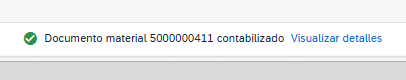 Documento material 5000000411 contabilizado Visualizar detalles